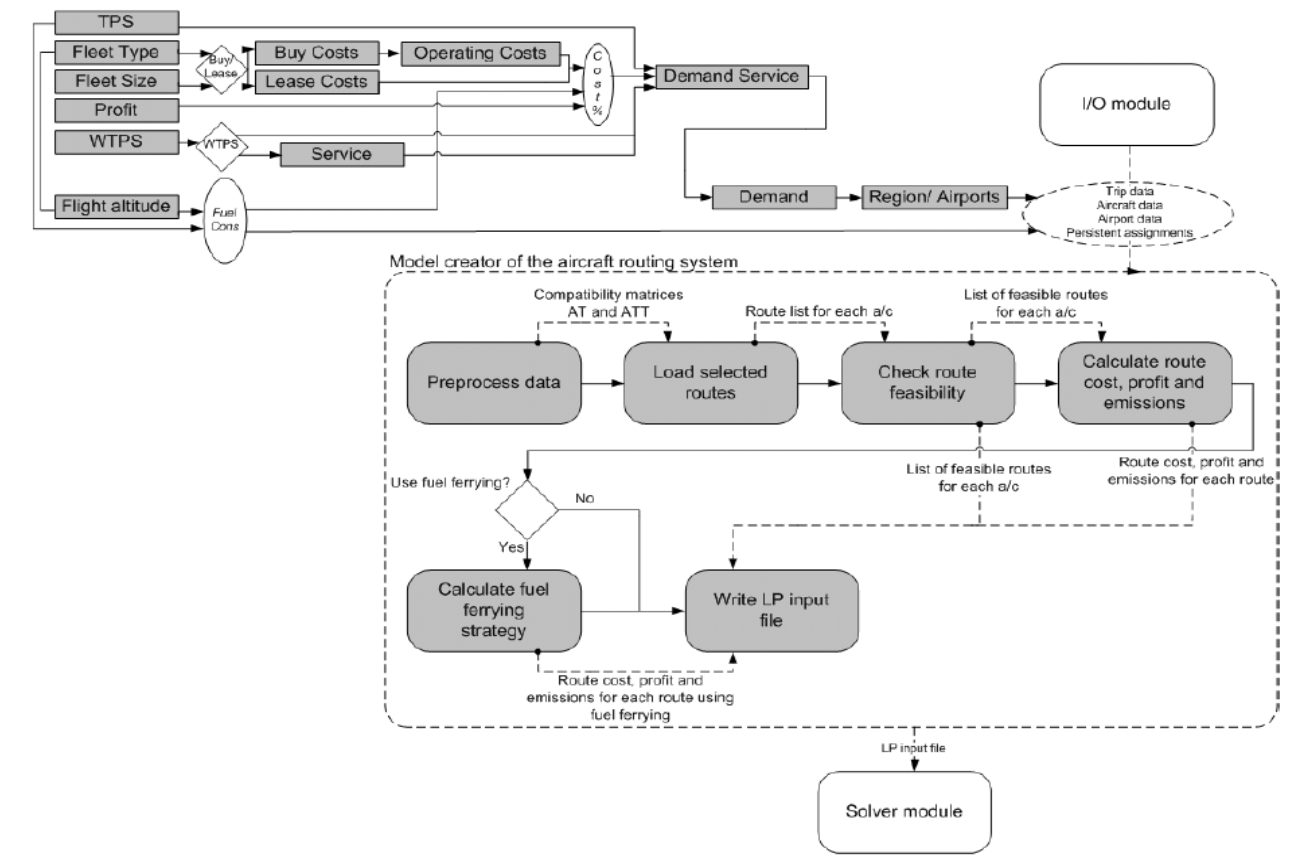 TPS
Fleet Type
Fleet Size
Profit
WTPS
Flight altitude
Buy/
Lease
WTPS
Buy Costs
Lease Costs
Operating Costs
Service
Fuel
Cons
C
o
s
t
%
Demand Service
Demand
Region/ Airports
I/O module
Trip data
Aircraft data
Airport data
Persistent assignments
Model creator of the aircraft routing system
Compatibility matrices
AT and ATT
Route list for each a/c
List of feasible routes
for each a/c
Preprocess data
Load selected
routes
Check route
feasibility
Calculate route
cost, profit and
emissions
Use fuel ferrying?
No
Yes
List of feasible routes
for each a/c
Route cost, profit and
emissions for each route
Calculate fuel
ferrying
strategy
Write LP input
file
Route cost, profit and
emissions for each route using
fuel ferrying
LP input file
Solver module